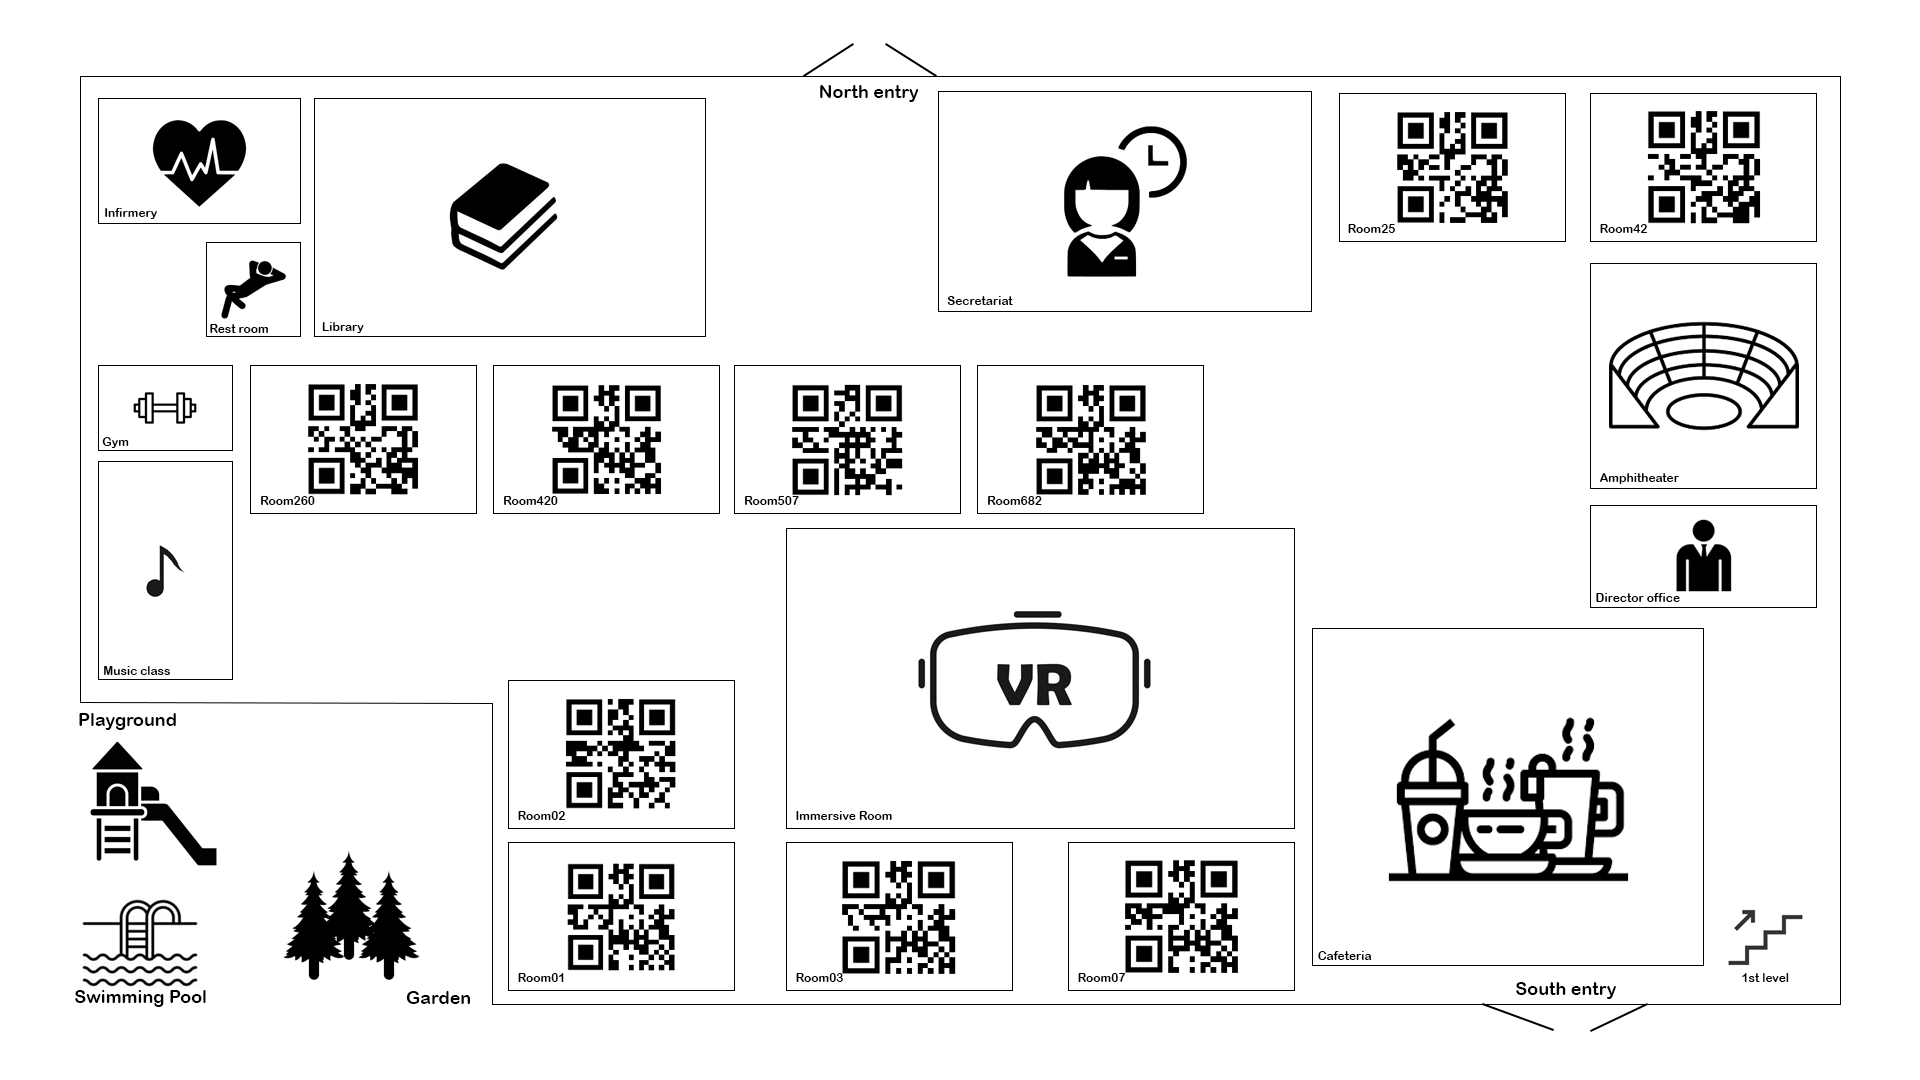 North entry
Infirmery
Rest room
Library
Secretariat
Room25
Room42
Gym
Room260
Room420
Room507
Room682
Amphitheater
Music class
Director office
Playground
Room02
VR
Immersive Room
Cafeteria
Swimming Pool
Garden
Room01
Room03
Room07
1st level
South entry